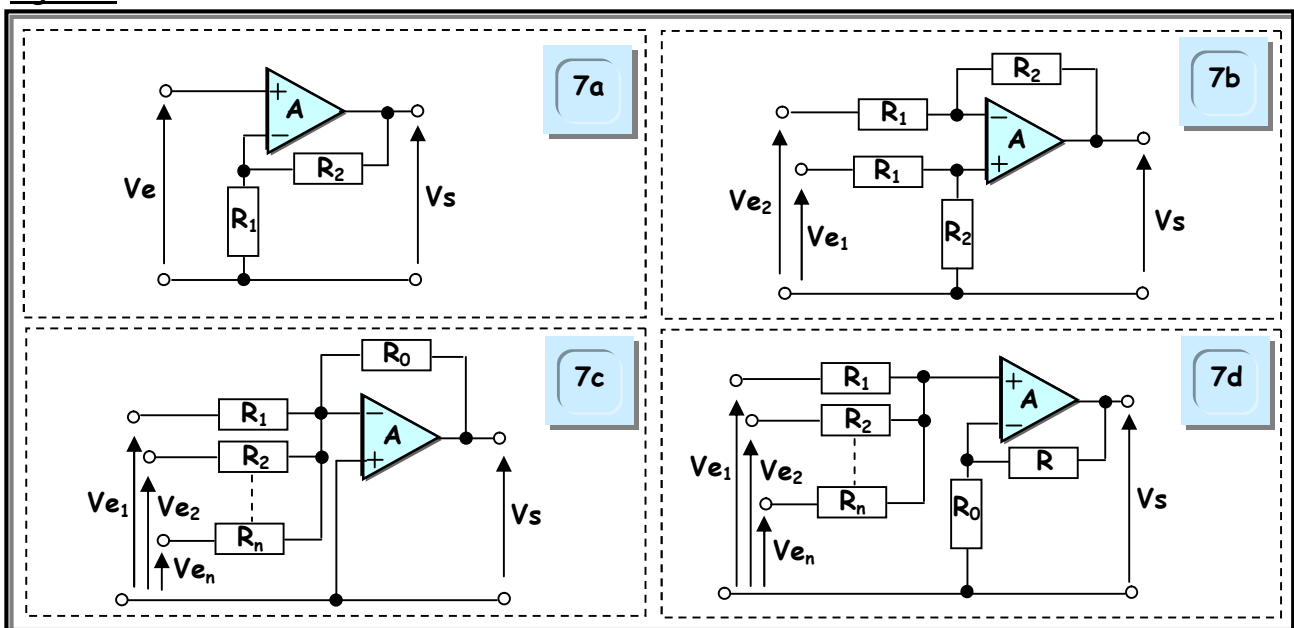 7a
+
A
−
R₂
Ve
R₁
Vs
7b
R₂
R₁
−
A
R₁
+
Ve₂
Ve₁
R₂
Vs
7c
R₀
R₁
−
A
R₂
+
Ve₁
Ve₂
Rₙ
Vs
Veₙ
7d
R₁
+
A
R₂
−
Ve₁
Ve₂
R
Rₙ
R₀
Vs
Veₙ